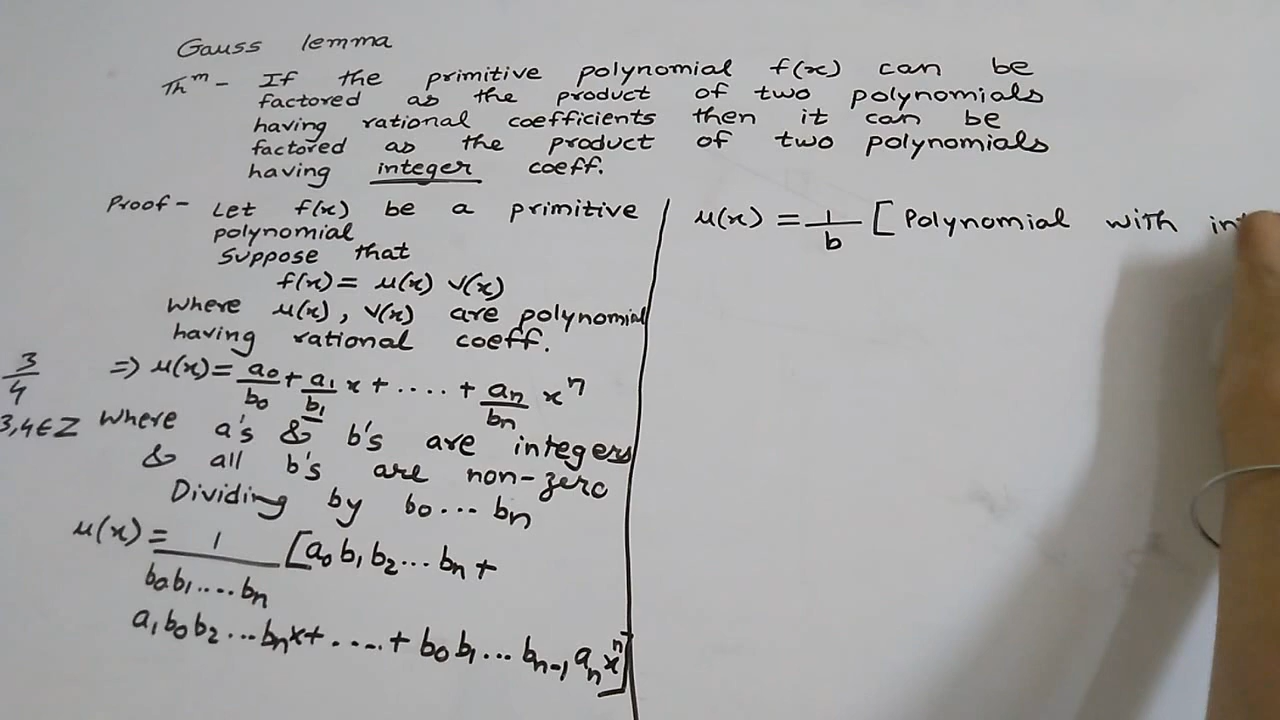 Gauss lemma
Thm - If the primitive polynomial f(x) can be
factored as the product of two polynomials
having rational coefficients then it can be
factored as the product of two polynomials
having integer coeff.
Proof - Let f(x) be a primitive
polynomial
Suppose that
f(x) = u(x) v(x)
Where u(x), v(x) are polynomial
having rational coeff.
3/4
=> u(x) = a₀/b₀ + a₁/b₁ x + .... + aₙ/bₙ xⁿ
3,4 ∈ Z
Where a's & b's are integers
& all b's are non-zero
Dividing by b₀...bₙ
u(x) = 1/b₀b₁....bₙ [a₀b₁b₂...bₙ +
a₁b₀b₂...bₙx + ..... + b₀b₁...bₙ₋₁aₙxⁿ]
u(x) = 1/b [Polynomial with